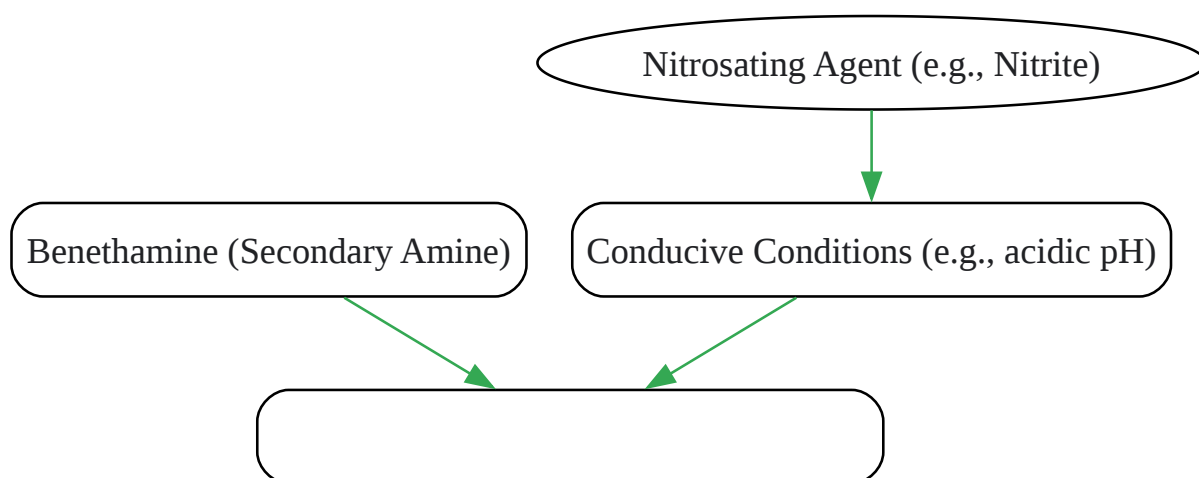 Nitrosating Agent (e.g., Nitrite)
Benethamine (Secondary Amine)
Conducive Conditions (e.g., acidic pH)